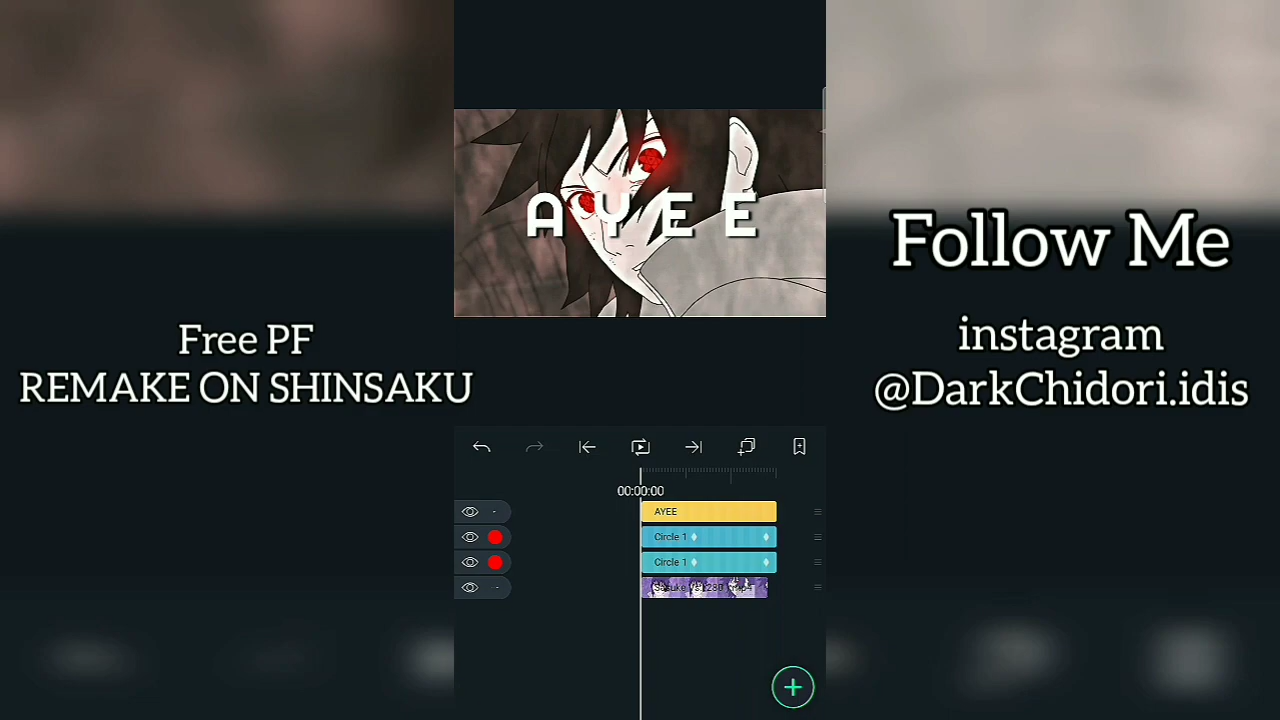 Free PF
REMAKE ON SHINSAKU
AYEE
Follow Me
instagram
@DarkChidori.idis
00:00:00
AYEE
Circle 1
Circle 1